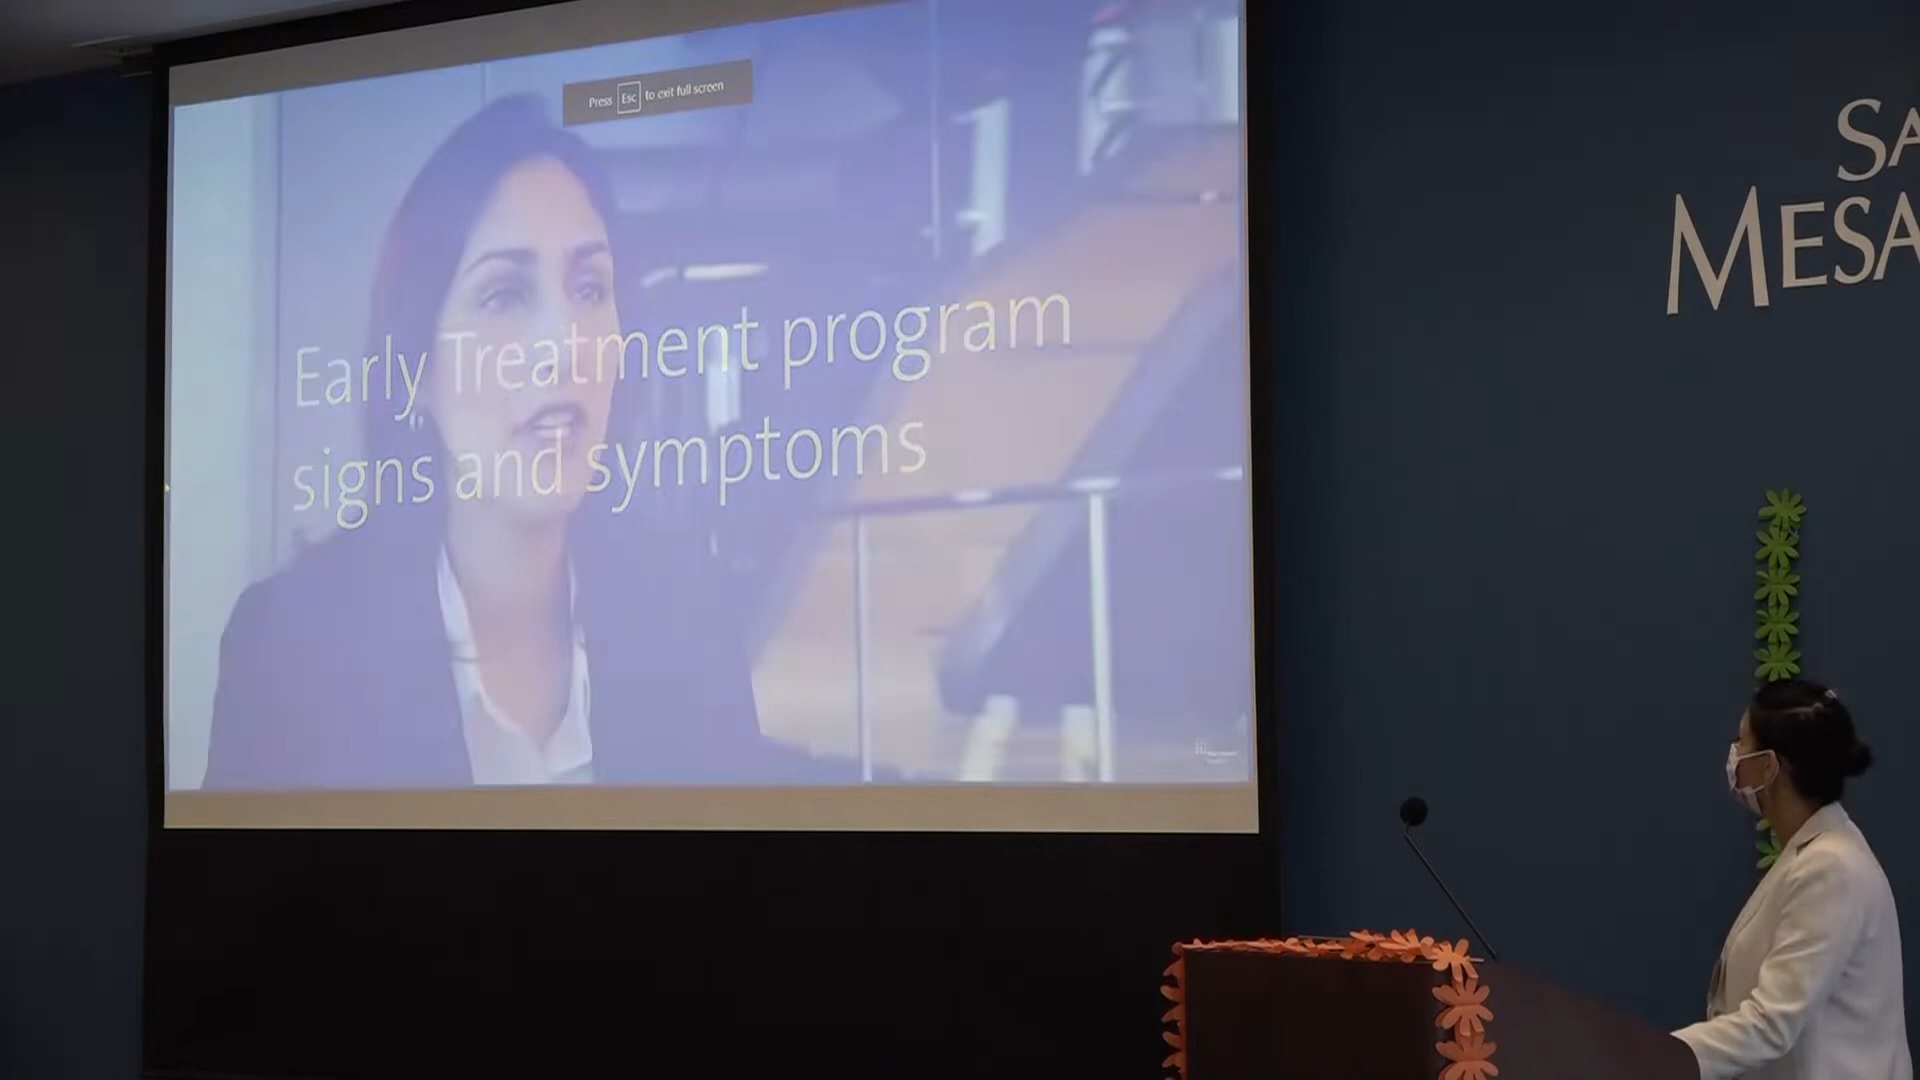 Press Esc to exit full screen
Early Treatment program
signs and symptoms
SA
MESA